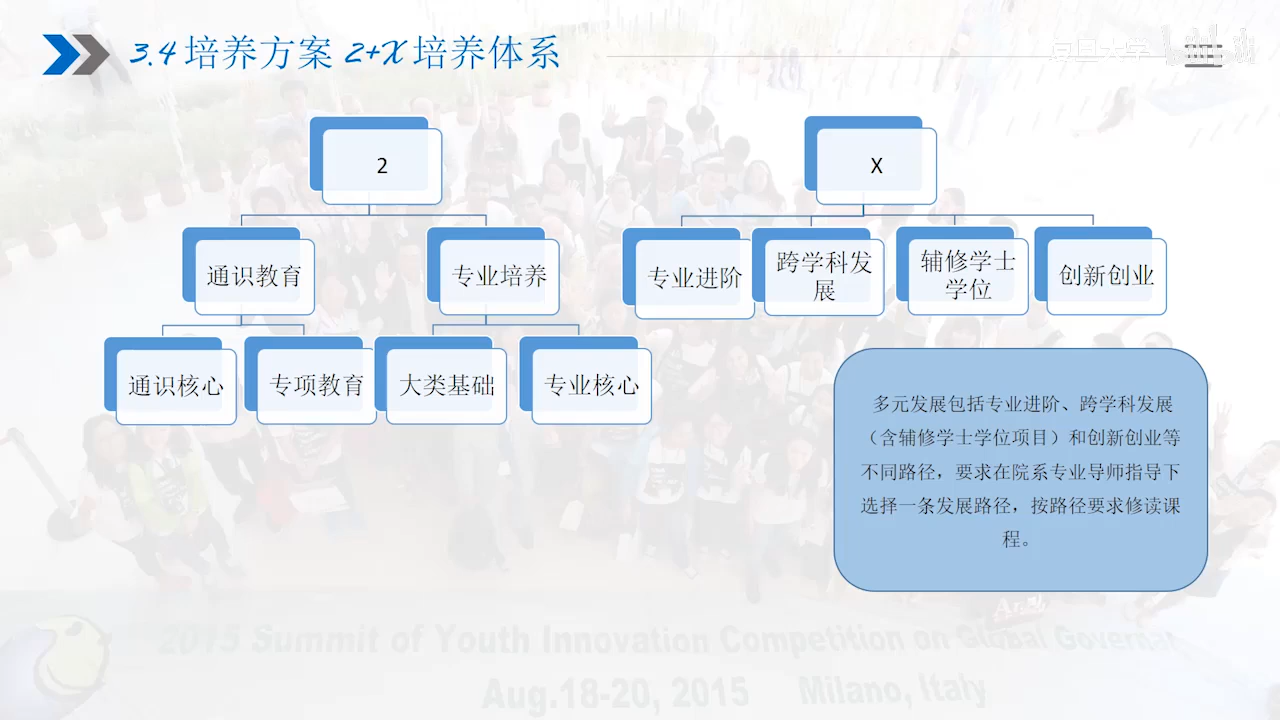 3.4 培养方案 2+X 培养体系
复旦大学
2
X
通识教育
专业培养
专业进阶
跨学科发
展
辅修学士
学位
创新创业
通识核心
专项教育
大类基础
专业核心
多元发展包括专业进阶、跨学科发展
（含辅修学士学位项目）和创新创业等
不同路径，要求在院系专业导师指导下
选择一条发展路径，按路径要求修读课
程。
2015 Summit of Youth Innovation Competition on Global Governan
Aug.18-20, 2015 Milano, Italy